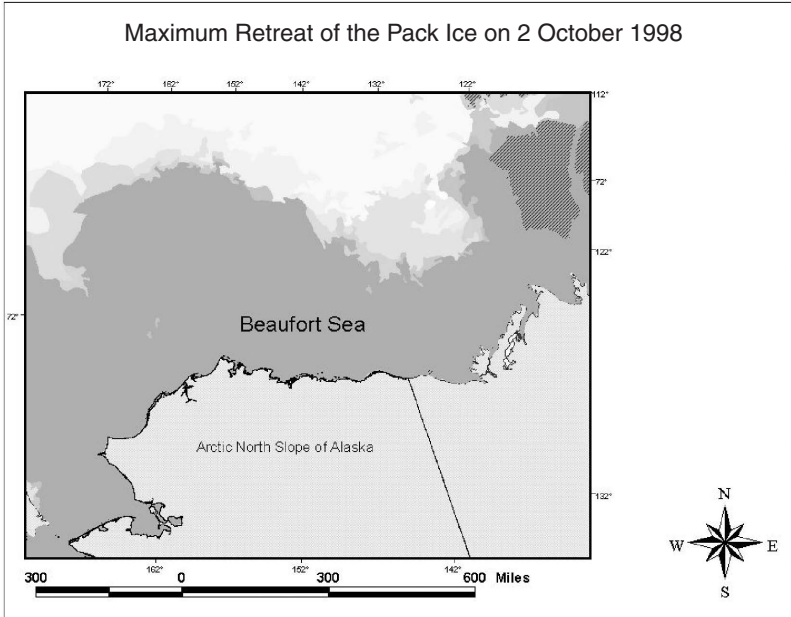 Maximum Retreat of the Pack Ice on 2 October 1998
172° 162° 152° 142° 132° 122°
112°
72°
122°
72°
Beaufort Sea
Arctic North Slope of Alaska
132°
N
W E
S
162° 152° 142°
300 0 300 600 Miles